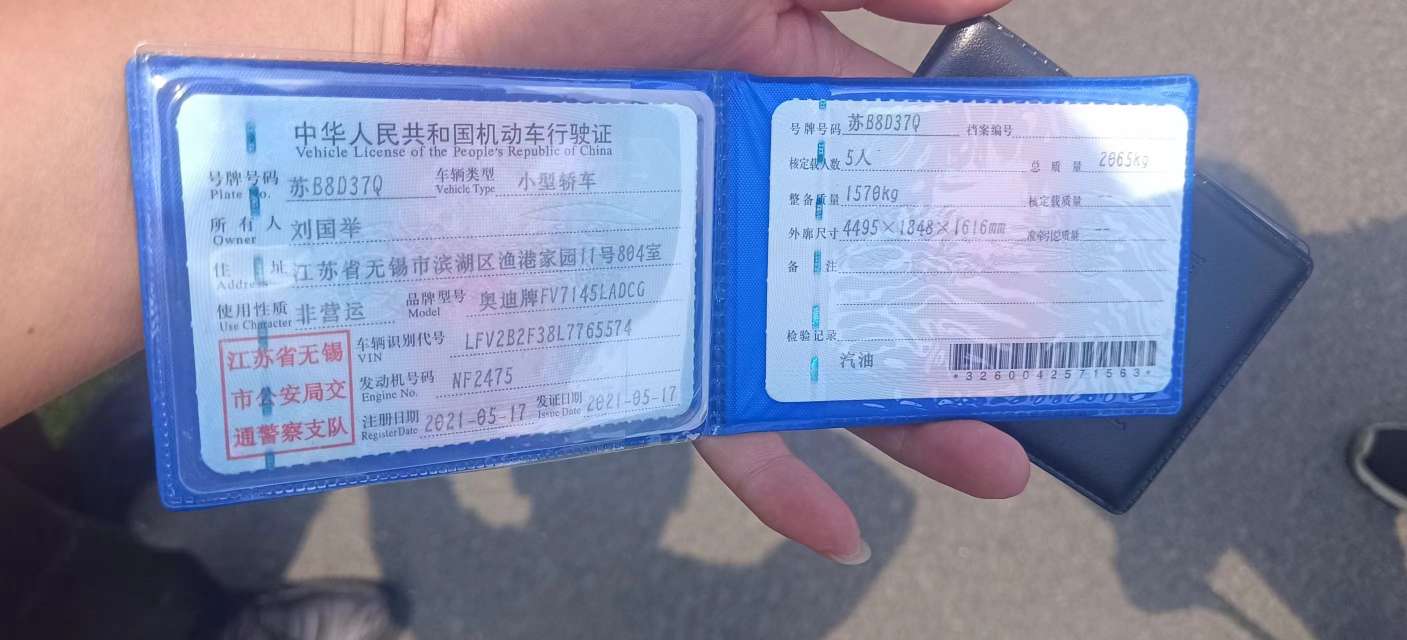 中华人民共和国机动车行驶证
Vehicle License of the People's Republic of China
号牌号码 苏B8D37Q 车辆类型 小型轿车
Plate No. Vehicle Type
所有人 刘国举
Owner
住址 江苏省无锡市滨湖区渔港家园11号804室
Address
使用性质 非营运 品牌型号 奥迪牌FV7145LADCG
Use Character Model
车辆识别代号 LFV2B2F38L7765574
VIN
发动机号码 NF2475
Engine No.
注册日期 2021-05-17 发证日期 2021-05-17
Register Date Issue Date
江苏省无锡
市公安局交
通警察支队
号牌号码 苏B8D37Q 档案编号
核定载人数 5人 总质量 2065kg
整备质量 1570kg 核定载质量 --
外廓尺寸 4495×1848×1616mm 准牵引总质量 --
备注
检验记录
汽油
*3260042571563*